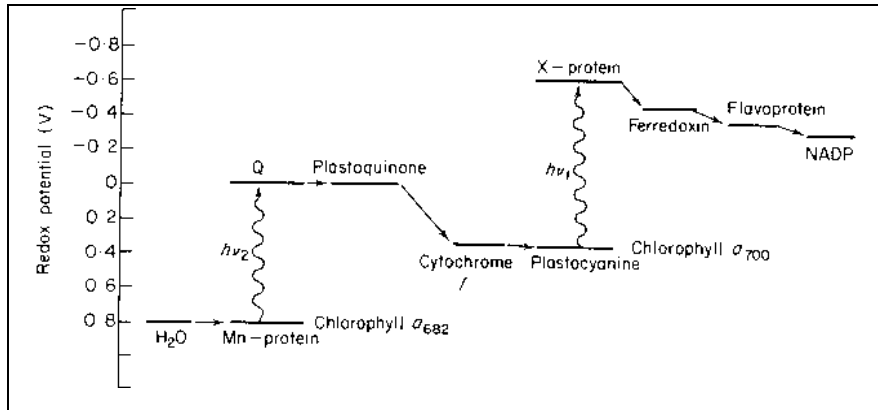 Redox potential (V)
−0·8
−0·6
−0·4
−0·2
0
0 2
0·4
0 6
0 8
X − protein
Ferredoxin
Flavoprotein
NADP
hν₁
Q
Plastoquinone
hν₂
Cytochrome
f
Plastocyanine
Chlorophyll a₇₀₀
H₂O
Mn − protein
Chlorophyll a₆₈₂